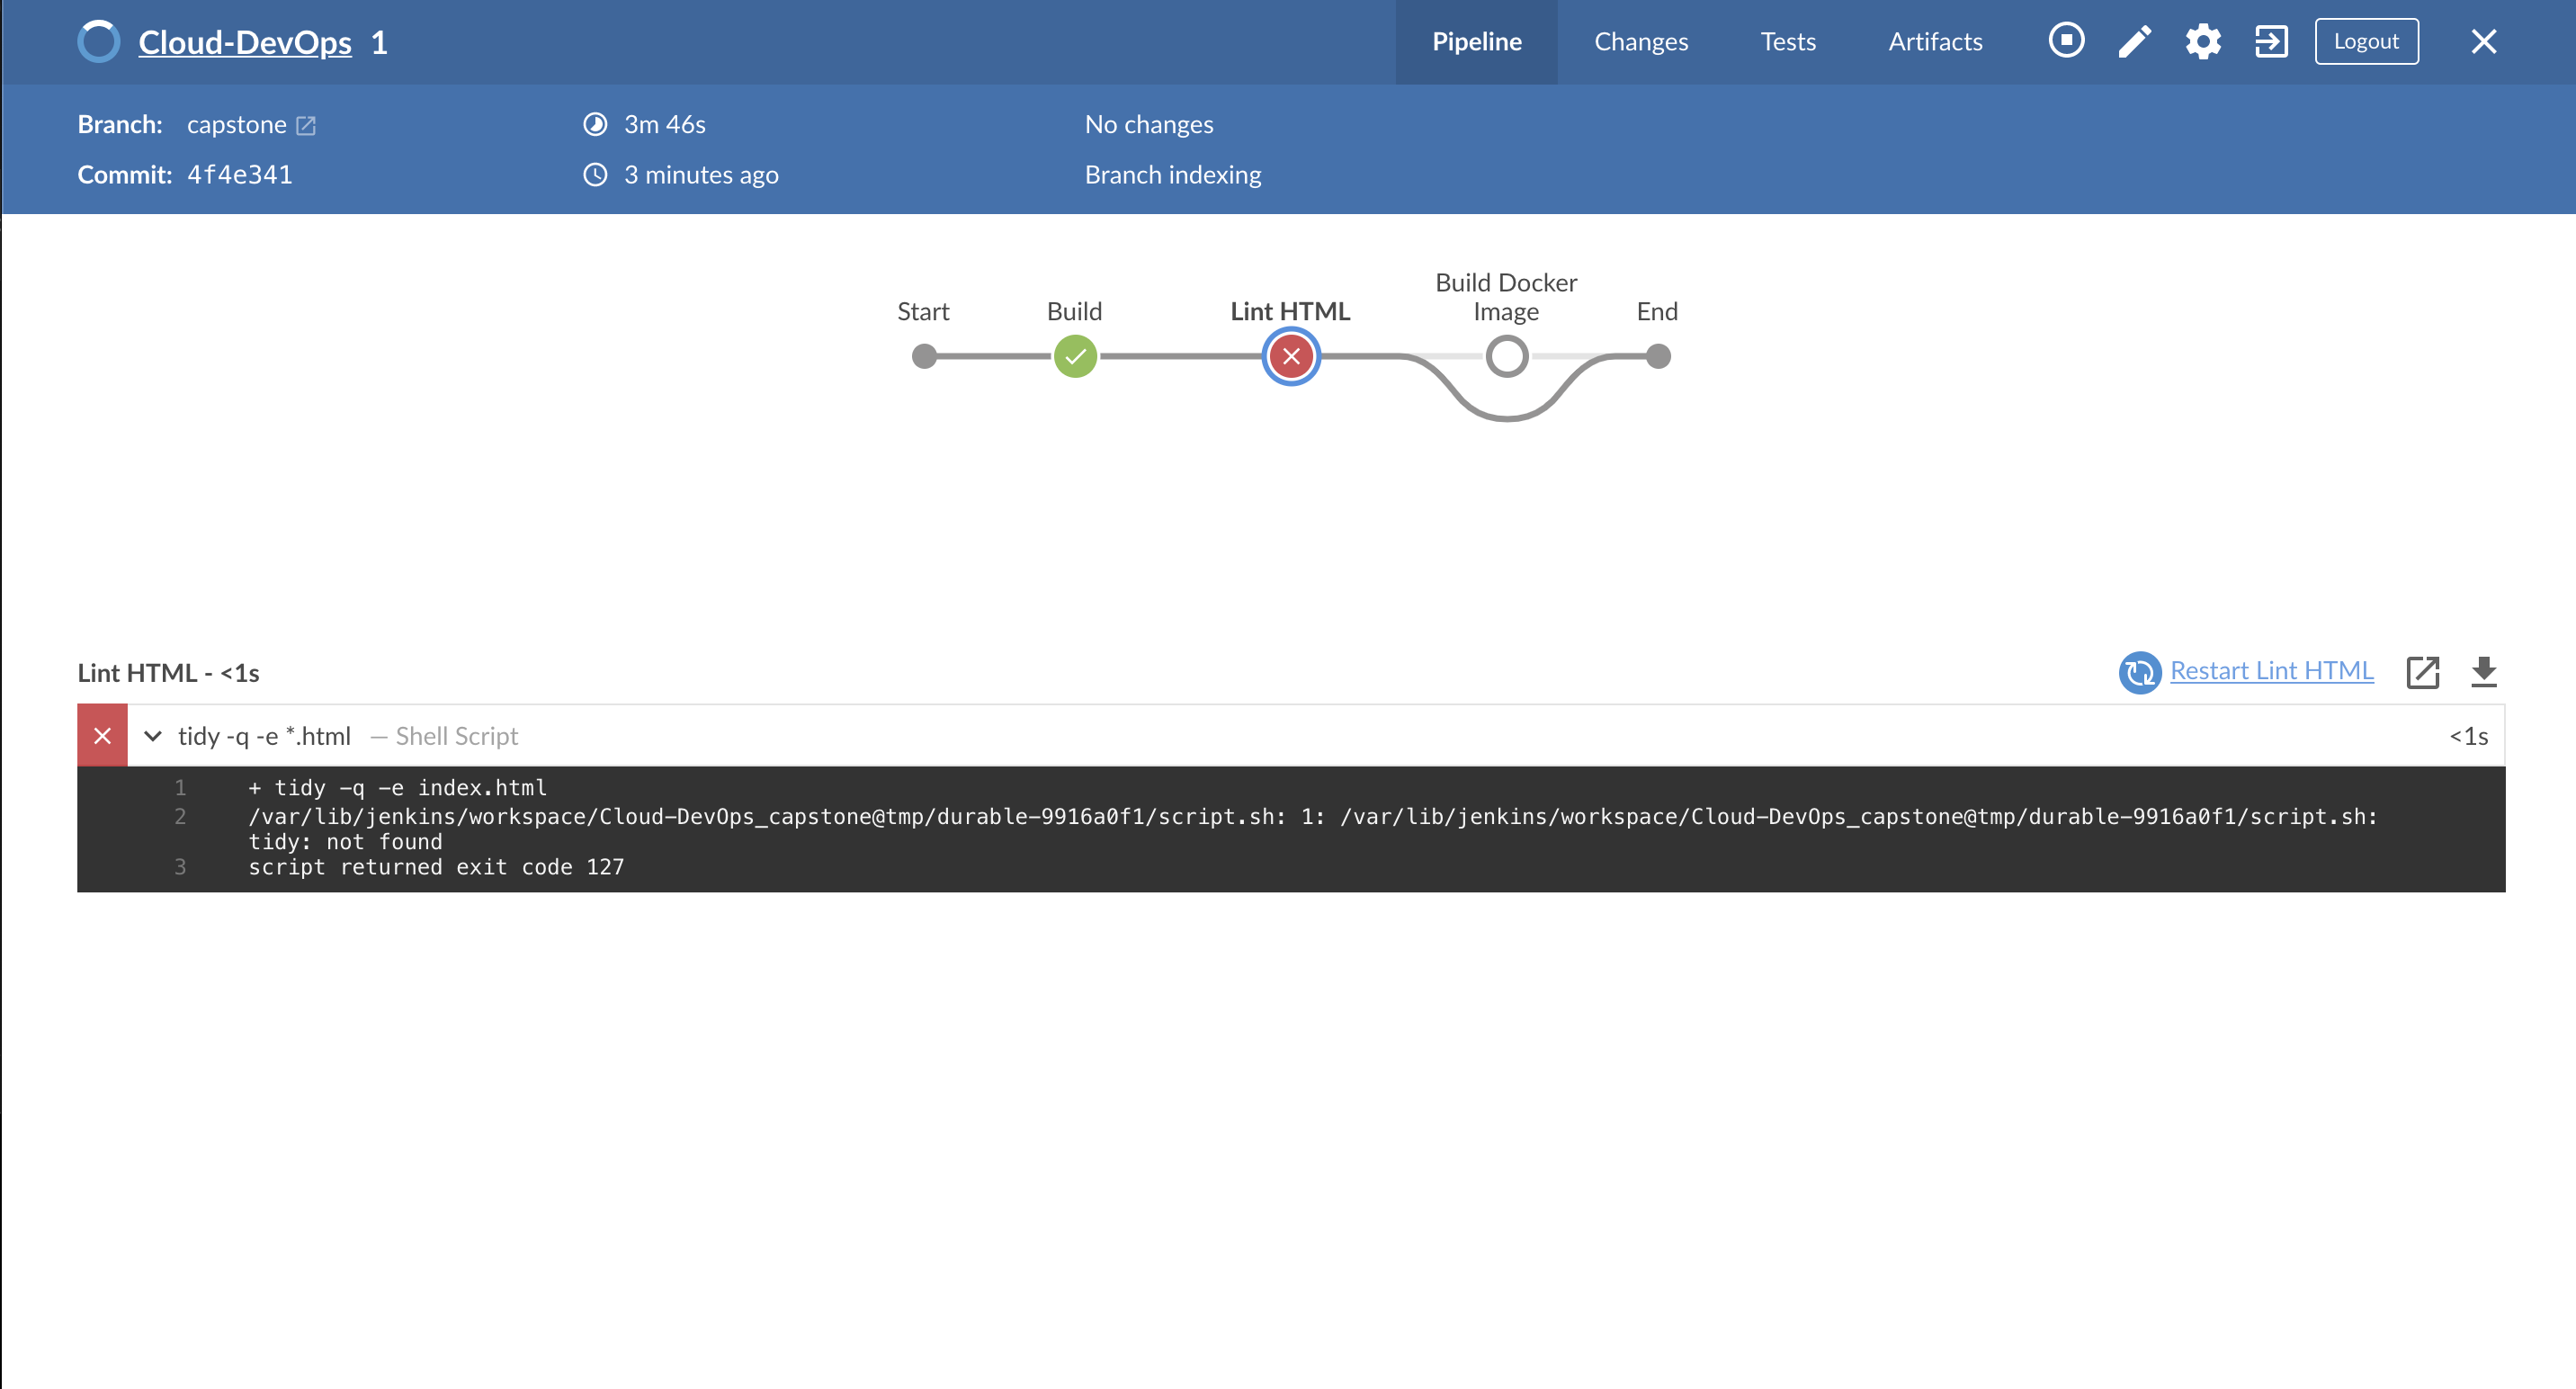 Cloud-DevOps 1 Pipeline Changes Tests Artifacts Logout
Branch: capstone 3m 46s No changes
Commit: 4f4e341 3 minutes ago Branch indexing
Start Build Lint HTML Build Docker Image End
Lint HTML - <1s Restart Lint HTML
tidy -q -e *.html — Shell Script <1s
1 + tidy -q -e index.html
2 /var/lib/jenkins/workspace/Cloud-DevOps_capstone@tmp/durable-9916a0f1/script.sh: 1: /var/lib/jenkins/workspace/Cloud-DevOps_capstone@tmp/durable-9916a0f1/script.sh:
tidy: not found
3 script returned exit code 127